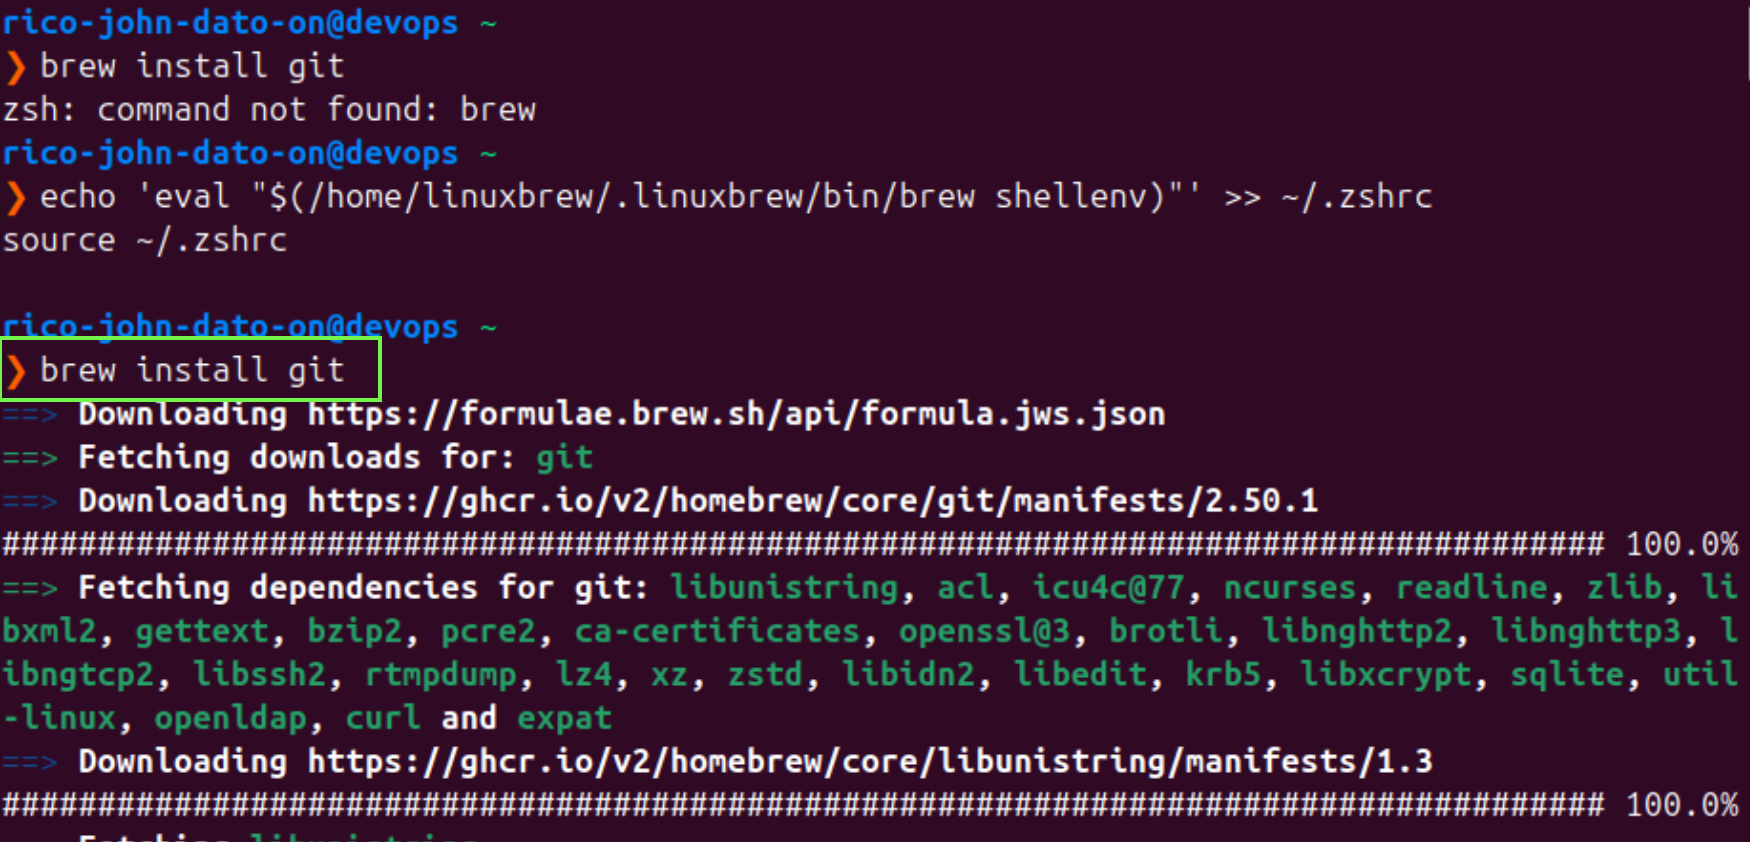 rico-john-dato-on@devops ~
❯ brew install git
zsh: command not found: brew
rico-john-dato-on@devops ~
❯ echo 'eval "$(/home/linuxbrew/.linuxbrew/bin/brew shellenv)"' >> ~/.zshrc
source ~/.zshrc
rico-john-dato-on@devops ~
❯ brew install git
==> Downloading https://formulae.brew.sh/api/formula.jws.json
==> Fetching downloads for: git
==> Downloading https://ghcr.io/v2/homebrew/core/git/manifests/2.50.1
#################################################################################### 100.0%
==> Fetching dependencies for git: libunistring, acl, icu4c@77, ncurses, readline, zlib, li
bxml2, gettext, bzip2, pcre2, ca-certificates, openssl@3, brotli, libnghttp2, libnghttp3, l
ibngtcp2, libssh2, rtmpdump, lz4, xz, zstd, libidn2, libedit, krb5, libxcrypt, sqlite, util
-linux, openldap, curl and expat
==> Downloading https://ghcr.io/v2/homebrew/core/libunistring/manifests/1.3
#################################################################################### 100.0%
Fetching libunistring